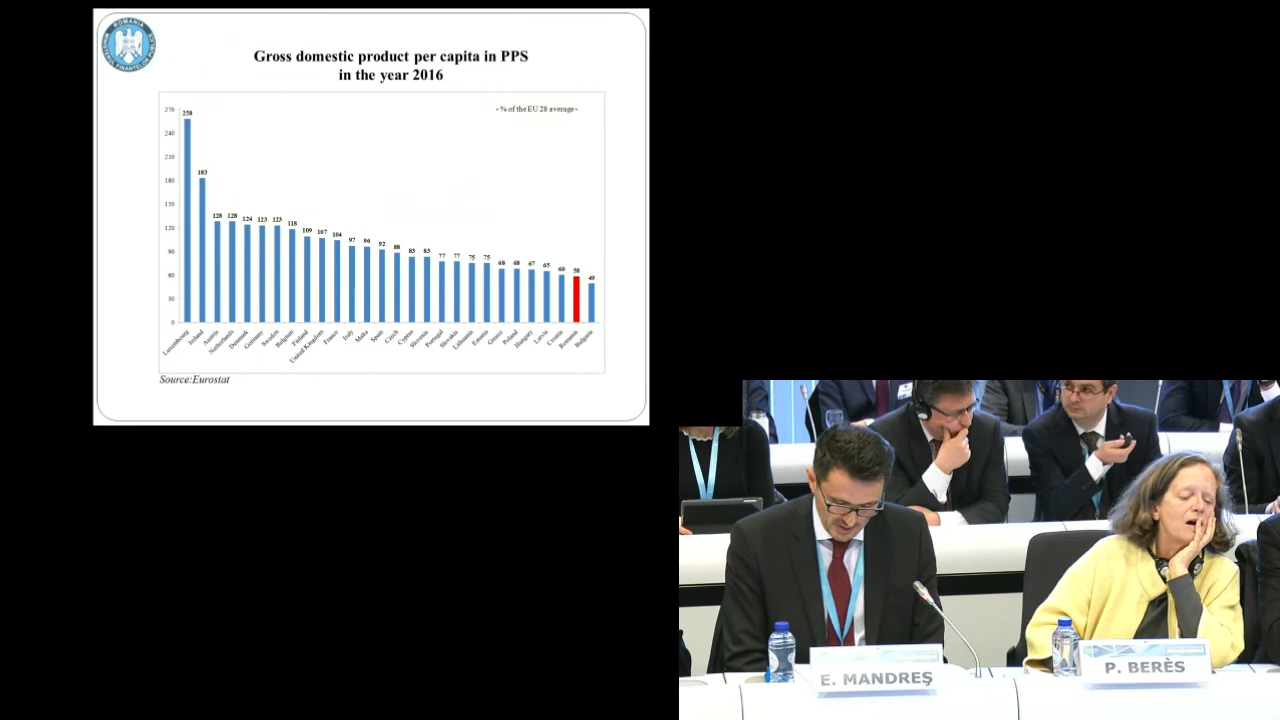 ROMANIA
MINISTERUL FINANTELOR PUBLICE
Gross domestic product per capita in PPS
in the year 2016
- % of the EU 28 average -
270
240
210
180
150
120
90
60
30
0
258 183 128 128 124 123 123 118 109 107 104 97 96 92 88 83 83 77 77 75 75 68 68 67 65 60 58 49
Luxembourg Ireland Austria Netherlands Denmark Germany Sweden Belgium Finland United Kingdom France Italy Malta Spain Czech Cyprus Slovenia Portugal Slovakia Lithuania Estonia Greece Poland Hungary Latvia Croatia Romania Bulgaria
Source:Eurostat
E. MANDREŞ
P. BERÈS